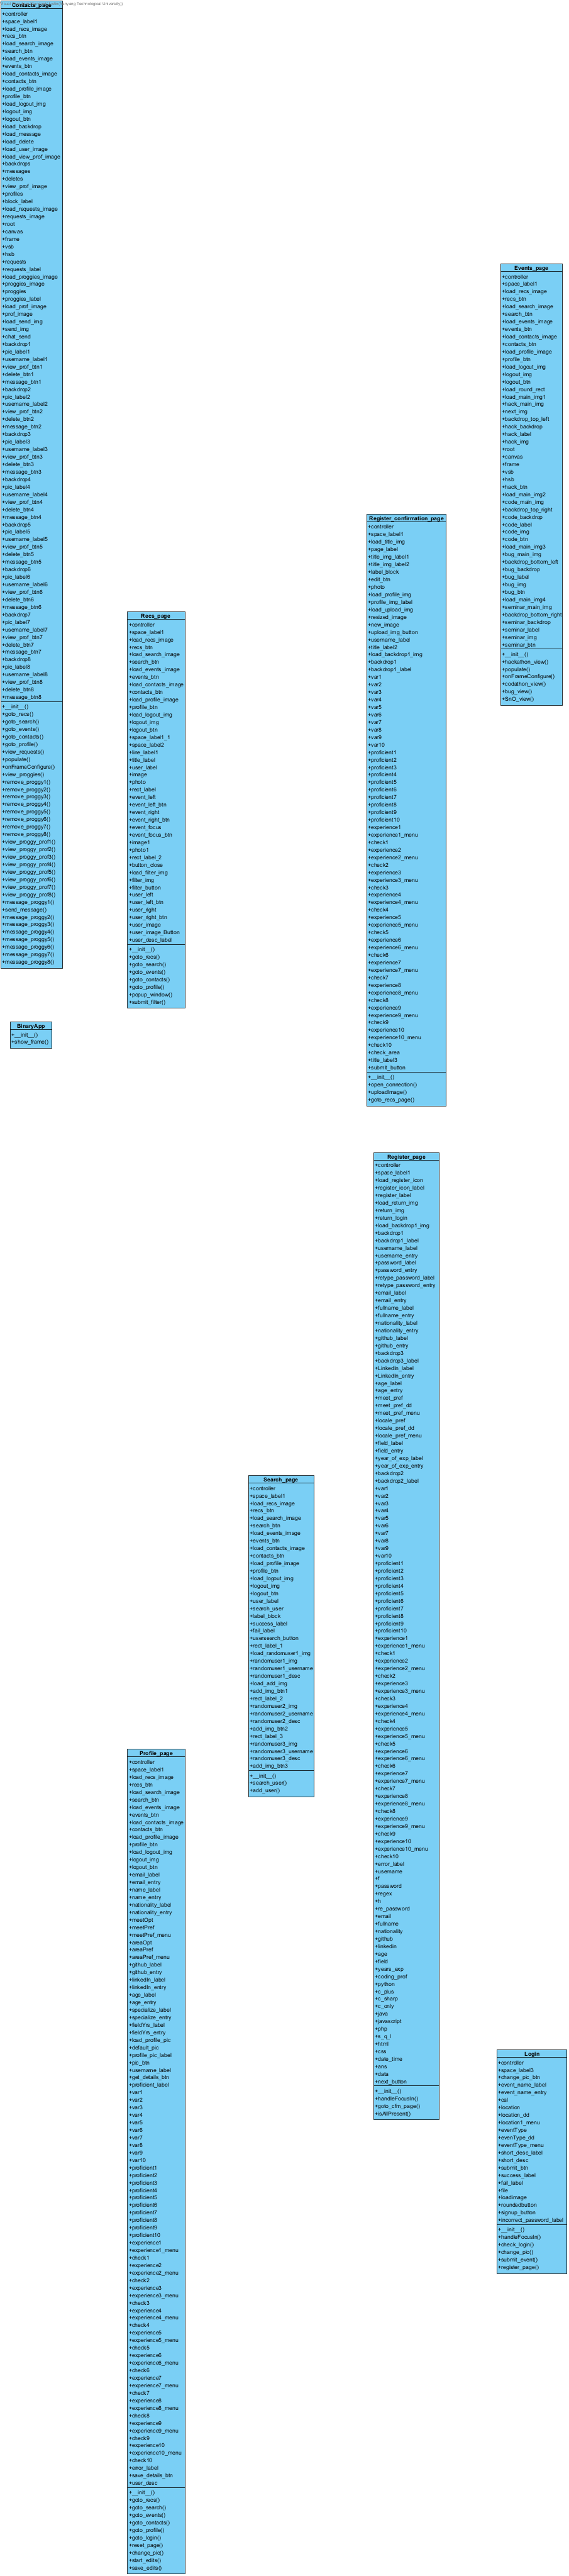 Technological University)
Contacts_page
+controller
+space_label1
+load_recs_image
+recs_btn
+load_search_image
+search_btn
+load_events_image
+events_btn
+load_contacts_image
+contacts_btn
+load_profile_image
+profile_btn
+load_logout_img
+logout_img
+logout_btn
+load_backdrop
+load_message
+load_delete
+load_user_image
+load_view_prof_image
+backdrops
+messages
+deletes
+view_prof_image
+profiles
+block_label
+load_requests_image
+requests_image
+root
+canvas
+frame
+vsb
+hsb
+requests
+requests_label
+load_proggies_image
+proggies_image
+proggies
+proggies_label
+load_prof_image
+prof_image
+load_send_img
+send_img
+chat_send
+backdrop1
+pic_label1
+username_label1
+view_prof_btn1
+delete_btn1
+message_btn1
+backdrop2
+pic_label2
+username_label2
+view_prof_btn2
+delete_btn2
+message_btn2
+backdrop3
+pic_label3
+username_label3
+view_prof_btn3
+delete_btn3
+message_btn3
+backdrop4
+pic_label4
+username_label4
+view_prof_btn4
+delete_btn4
+message_btn4
+backdrop5
+pic_label5
+username_label5
+view_prof_btn5
+delete_btn5
+message_btn5
+backdrop6
+pic_label6
+username_label6
+view_prof_btn6
+delete_btn6
+message_btn6
+backdrop7
+pic_label7
+username_label7
+view_prof_btn7
+delete_btn7
+message_btn7
+backdrop8
+pic_label8
+username_label8
+view_prof_btn8
+delete_btn8
+message_btn8
+__init__()
+goto_recs()
+goto_search()
+goto_events()
+goto_contacts()
+goto_profile()
+view_requests()
+populate()
+onFrameConfigure()
+view_proggies()
+remove_proggy1()
+remove_proggy2()
+remove_proggy3()
+remove_proggy4()
+remove_proggy5()
+remove_proggy6()
+remove_proggy7()
+remove_proggy8()
+view_proggy_prof1()
+view_proggy_prof2()
+view_proggy_prof3()
+view_proggy_prof4()
+view_proggy_prof5()
+view_proggy_prof6()
+view_proggy_prof7()
+view_proggy_prof8()
+message_proggy1()
+send_message()
+message_proggy2()
+message_proggy3()
+message_proggy4()
+message_proggy5()
+message_proggy6()
+message_proggy7()
+message_proggy8()
BinaryApp
+__init__()
+show_frame()
Recs_page
+controller
+space_label1
+load_recs_image
+recs_btn
+load_search_image
+search_btn
+load_events_image
+events_btn
+load_contacts_image
+contacts_btn
+load_profile_image
+profile_btn
+load_logout_img
+logout_img
+logout_btn
+space_label1_1
+space_label2
+line_label1
+title_label
+user_label
+image
+photo
+rect_label
+event_left
+event_left_btn
+event_right
+event_right_btn
+event_focus
+event_focus_btn
+image1
+photo1
+rect_label_2
+button_close
+load_filter_img
+filter_img
+filter_button
+user_left
+user_left_btn
+user_right
+user_right_btn
+user_image
+user_image_Button
+user_desc_label
+__init__()
+goto_recs()
+goto_search()
+goto_events()
+goto_contacts()
+goto_profile()
+popup_window()
+submit_filter()
Profile_page
+controller
+space_label1
+load_recs_image
+recs_btn
+load_search_image
+search_btn
+load_events_image
+events_btn
+load_contacts_image
+contacts_btn
+load_profile_image
+profile_btn
+load_logout_img
+logout_img
+logout_btn
+email_label
+email_entry
+name_label
+name_entry
+nationality_label
+nationality_entry
+meetOpt
+meetPref
+meetPref_menu
+areaOpt
+areaPref
+areaPref_menu
+github_label
+github_entry
+linkedIn_label
+linkedIn_entry
+age_label
+age_entry
+specialize_label
+specialize_entry
+fieldYrs_label
+fieldYrs_entry
+load_profile_pic
+default_pic
+profile_pic_label
+pic_btn
+username_label
+get_details_btn
+proficient_label
+var1
+var2
+var3
+var4
+var5
+var6
+var7
+var8
+var9
+var10
+proficient1
+proficient2
+proficient3
+proficient4
+proficient5
+proficient6
+proficient7
+proficient8
+proficient9
+proficient10
+experience1
+experience1_menu
+check1
+experience2
+experience2_menu
+check2
+experience3
+experience3_menu
+check3
+experience4
+experience4_menu
+check4
+experience5
+experience5_menu
+check5
+experience6
+experience6_menu
+check6
+experience7
+experience7_menu
+check7
+experience8
+experience8_menu
+check8
+experience9
+experience9_menu
+check9
+experience10
+experience10_menu
+check10
+error_label
+save_details_btn
+user_desc
+__init__()
+goto_recs()
+goto_search()
+goto_events()
+goto_contacts()
+goto_profile()
+goto_login()
+reset_page()
+change_pic()
+start_edits()
+save_edits()
Search_page
+controller
+space_label1
+load_recs_image
+recs_btn
+load_search_image
+search_btn
+load_events_image
+events_btn
+load_contacts_image
+contacts_btn
+load_profile_image
+profile_btn
+load_logout_img
+logout_img
+logout_btn
+user_label
+search_user
+label_block
+success_label
+fail_label
+usersearch_button
+rect_label_1
+load_randomuser1_img
+randomuser1_img
+randomuser1_username
+randomuser1_desc
+load_add_img
+add_img_btn1
+rect_label_2
+randomuser2_img
+randomuser2_username
+randomuser2_desc
+add_img_btn2
+rect_label_3
+randomuser3_img
+randomuser3_username
+randomuser3_desc
+add_img_btn3
+__init__()
+search_user()
+add_user()
Register_confirmation_page
+controller
+space_label1
+load_title_img
+page_label
+title_img_label1
+title_img_label2
+label_block
+edit_btn
+photo
+load_profile_img
+profile_img_label
+load_upload_img
+resized_image
+new_image
+upload_img_button
+username_label
+title_label2
+load_backdrop1_img
+backdrop1
+backdrop1_label
+var1
+var2
+var3
+var4
+var5
+var6
+var7
+var8
+var9
+var10
+proficient1
+proficient2
+proficient3
+proficient4
+proficient5
+proficient6
+proficient7
+proficient8
+proficient9
+proficient10
+experience1
+experience1_menu
+check1
+experience2
+experience2_menu
+check2
+experience3
+experience3_menu
+check3
+experience4
+experience4_menu
+check4
+experience5
+experience5_menu
+check5
+experience6
+experience6_menu
+check6
+experience7
+experience7_menu
+check7
+experience8
+experience8_menu
+check8
+experience9
+experience9_menu
+check9
+experience10
+experience10_menu
+check10
+check_area
+title_label3
+submit_button
+__init__()
+open_connection()
+uploadImage()
+goto_recs_page()
Register_page
+controller
+space_label1
+load_register_icon
+register_icon_label
+register_label
+load_return_img
+return_img
+return_login
+load_backdrop1_img
+backdrop1
+backdrop1_label
+username_label
+username_entry
+password_label
+password_entry
+retype_password_label
+retype_password_entry
+email_label
+email_entry
+fullname_label
+fullname_entry
+nationality_label
+nationality_entry
+github_label
+github_entry
+backdrop3
+backdrop3_label
+LinkedIn_label
+LinkedIn_entry
+age_label
+age_entry
+meet_pref
+meet_pref_dd
+meet_pref_menu
+locale_pref
+locale_pref_dd
+locale_pref_menu
+field_label
+field_entry
+year_of_exp_label
+year_of_exp_entry
+backdrop2
+backdrop2_label
+var1
+var2
+var3
+var4
+var5
+var6
+var7
+var8
+var9
+var10
+proficient1
+proficient2
+proficient3
+proficient4
+proficient5
+proficient6
+proficient7
+proficient8
+proficient9
+proficient10
+experience1
+experience1_menu
+check1
+experience2
+experience2_menu
+check2
+experience3
+experience3_menu
+check3
+experience4
+experience4_menu
+check4
+experience5
+experience5_menu
+check5
+experience6
+experience6_menu
+check6
+experience7
+experience7_menu
+check7
+experience8
+experience8_menu
+check8
+experience9
+experience9_menu
+check9
+experience10
+experience10_menu
+check10
+error_label
+username
+f
+password
+regex
+h
+re_password
+email
+fullname
+nationality
+github
+linkedin
+age
+field
+years_exp
+coding_prof
+python
+c_plus
+c_sharp
+c_only
+java
+javascript
+php
+s_q_l
+html
+css
+date_time
+ans
+data
+next_button
+__init__()
+handleFocusIn()
+goto_cfm_page()
+isAllPresent()
Events_page
+controller
+space_label1
+load_recs_image
+recs_btn
+load_search_image
+search_btn
+load_events_image
+events_btn
+load_contacts_image
+contacts_btn
+load_profile_image
+profile_btn
+load_logout_img
+logout_img
+logout_btn
+load_round_rect
+load_main_img1
+hack_main_img
+next_img
+backdrop_top_left
+hack_backdrop
+hack_label
+hack_img
+root
+canvas
+frame
+vsb
+hsb
+hack_btn
+load_main_img2
+code_main_img
+backdrop_top_right
+code_backdrop
+code_label
+code_img
+code_btn
+load_main_img3
+bug_main_img
+backdrop_bottom_left
+bug_backdrop
+bug_label
+bug_img
+bug_btn
+load_main_img4
+seminar_main_img
+backdrop_bottom_right
+seminar_backdrop
+seminar_label
+seminar_img
+seminar_btn
+__init__()
+hackathon_view()
+populate()
+onFrameConfigure()
+codathon_view()
+bug_view()
+SnO_view()
Login
+controller
+space_label3
+change_pic_btn
+event_name_label
+event_name_entry
+cal
+location
+location_dd
+location1_menu
+eventType
+evenType_dd
+eventType_menu
+short_desc_label
+short_desc
+submit_btn
+success_label
+fail_label
+file
+loadimage
+roundedbutton
+signup_button
+incorrect_password_label
+__init__()
+handleFocusIn()
+check_login()
+change_pic()
+submit_event()
+register_page()